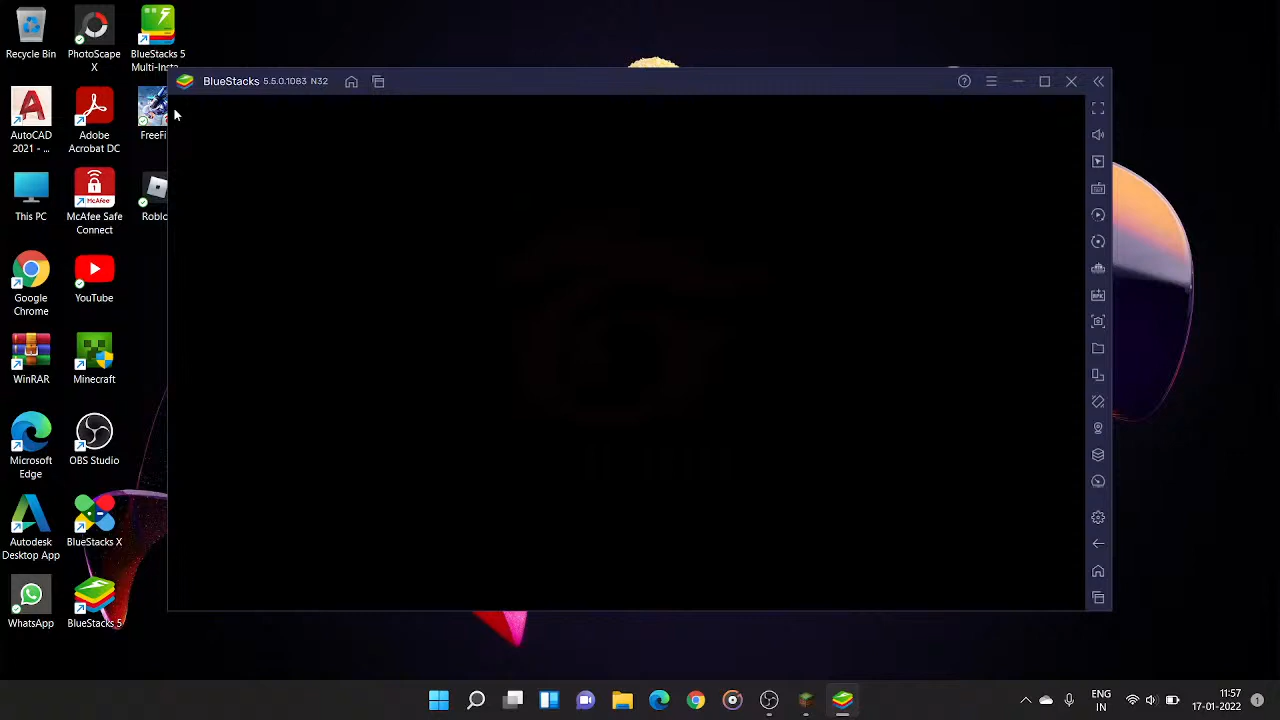 Recycle Bin
PhotoScape
X
BlueStacks 5
Multi-Insta...
BlueStacks 5.5.0.1083 N32
AutoCAD
2021 - ...
Adobe
Acrobat DC
FreeFi
This PC
McAfee
McAfee Safe
Connect
Roblo
Google
Chrome
YouTube
WinRAR
Minecraft
Microsoft
Edge
OBS Studio
Autodesk
Desktop App
BlueStacks X
WhatsApp
BlueStacks 5
ENG
IN
11:57
17-01-2022
1